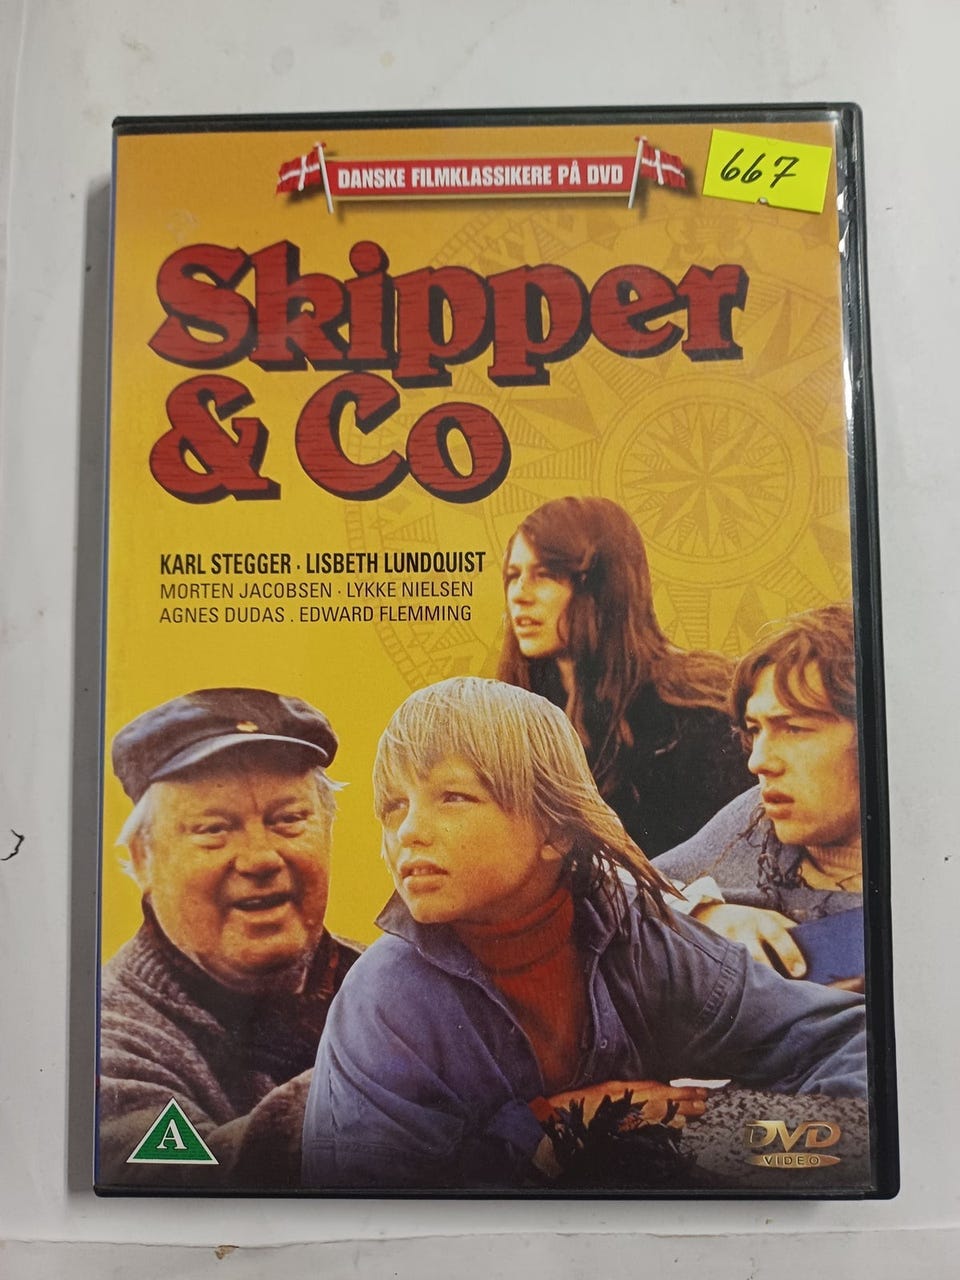 DANSKE FILMKLASSIKERE PÅ DVD
667
Skipper
& Co
KARL STEGGER · LISBETH LUNDQUIST
MORTEN JACOBSEN · LYKKE NIELSEN
AGNES DUDAS . EDWARD FLEMMING
A
DVD
VIDEO